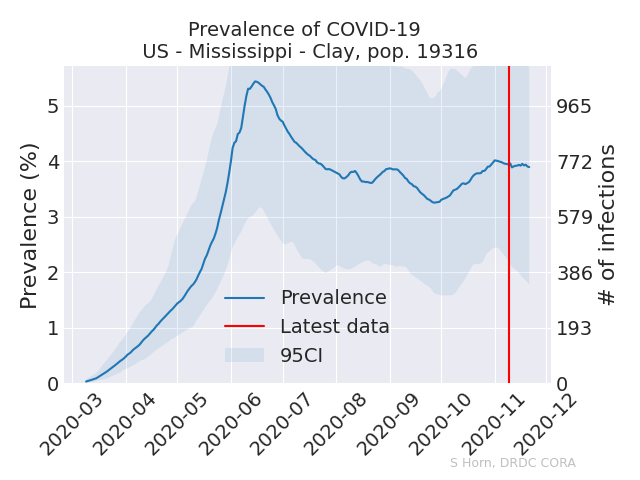 Prevalence of COVID-19
US - Mississippi - Clay, pop. 19316
Prevalence (%)
5
4
3
2
1
0
965
772
579
386
193
0
# of infections
Prevalence
Latest data
95CI
2020-03
2020-04
2020-05
2020-06
2020-07
2020-08
2020-09
2020-10
2020-11
2020-12
S Horn, DRDC CORA